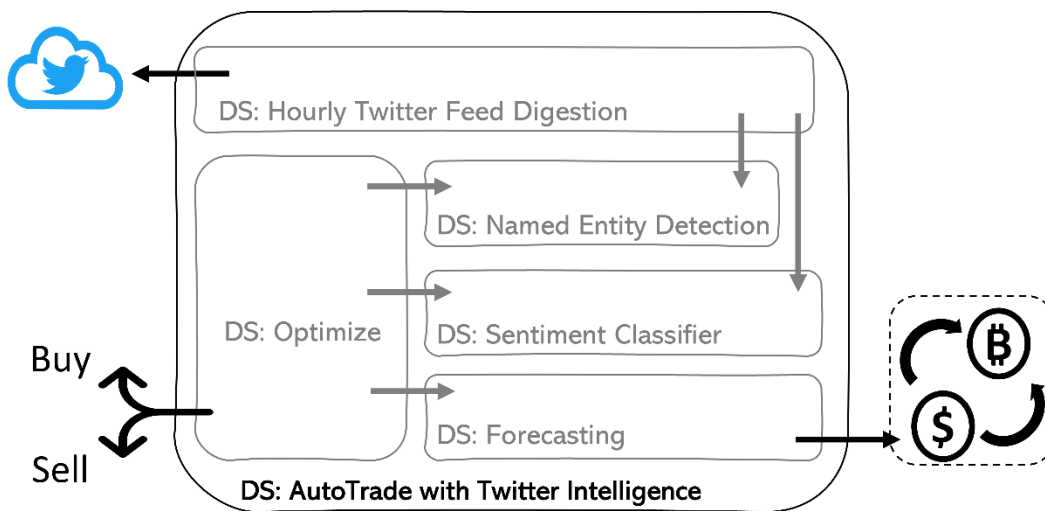 DS: Hourly Twitter Feed Digestion
DS: Named Entity Detection
DS: Optimize
DS: Sentiment Classifier
Buy
DS: Forecasting
Sell
DS: AutoTrade with Twitter Intelligence
₿
$